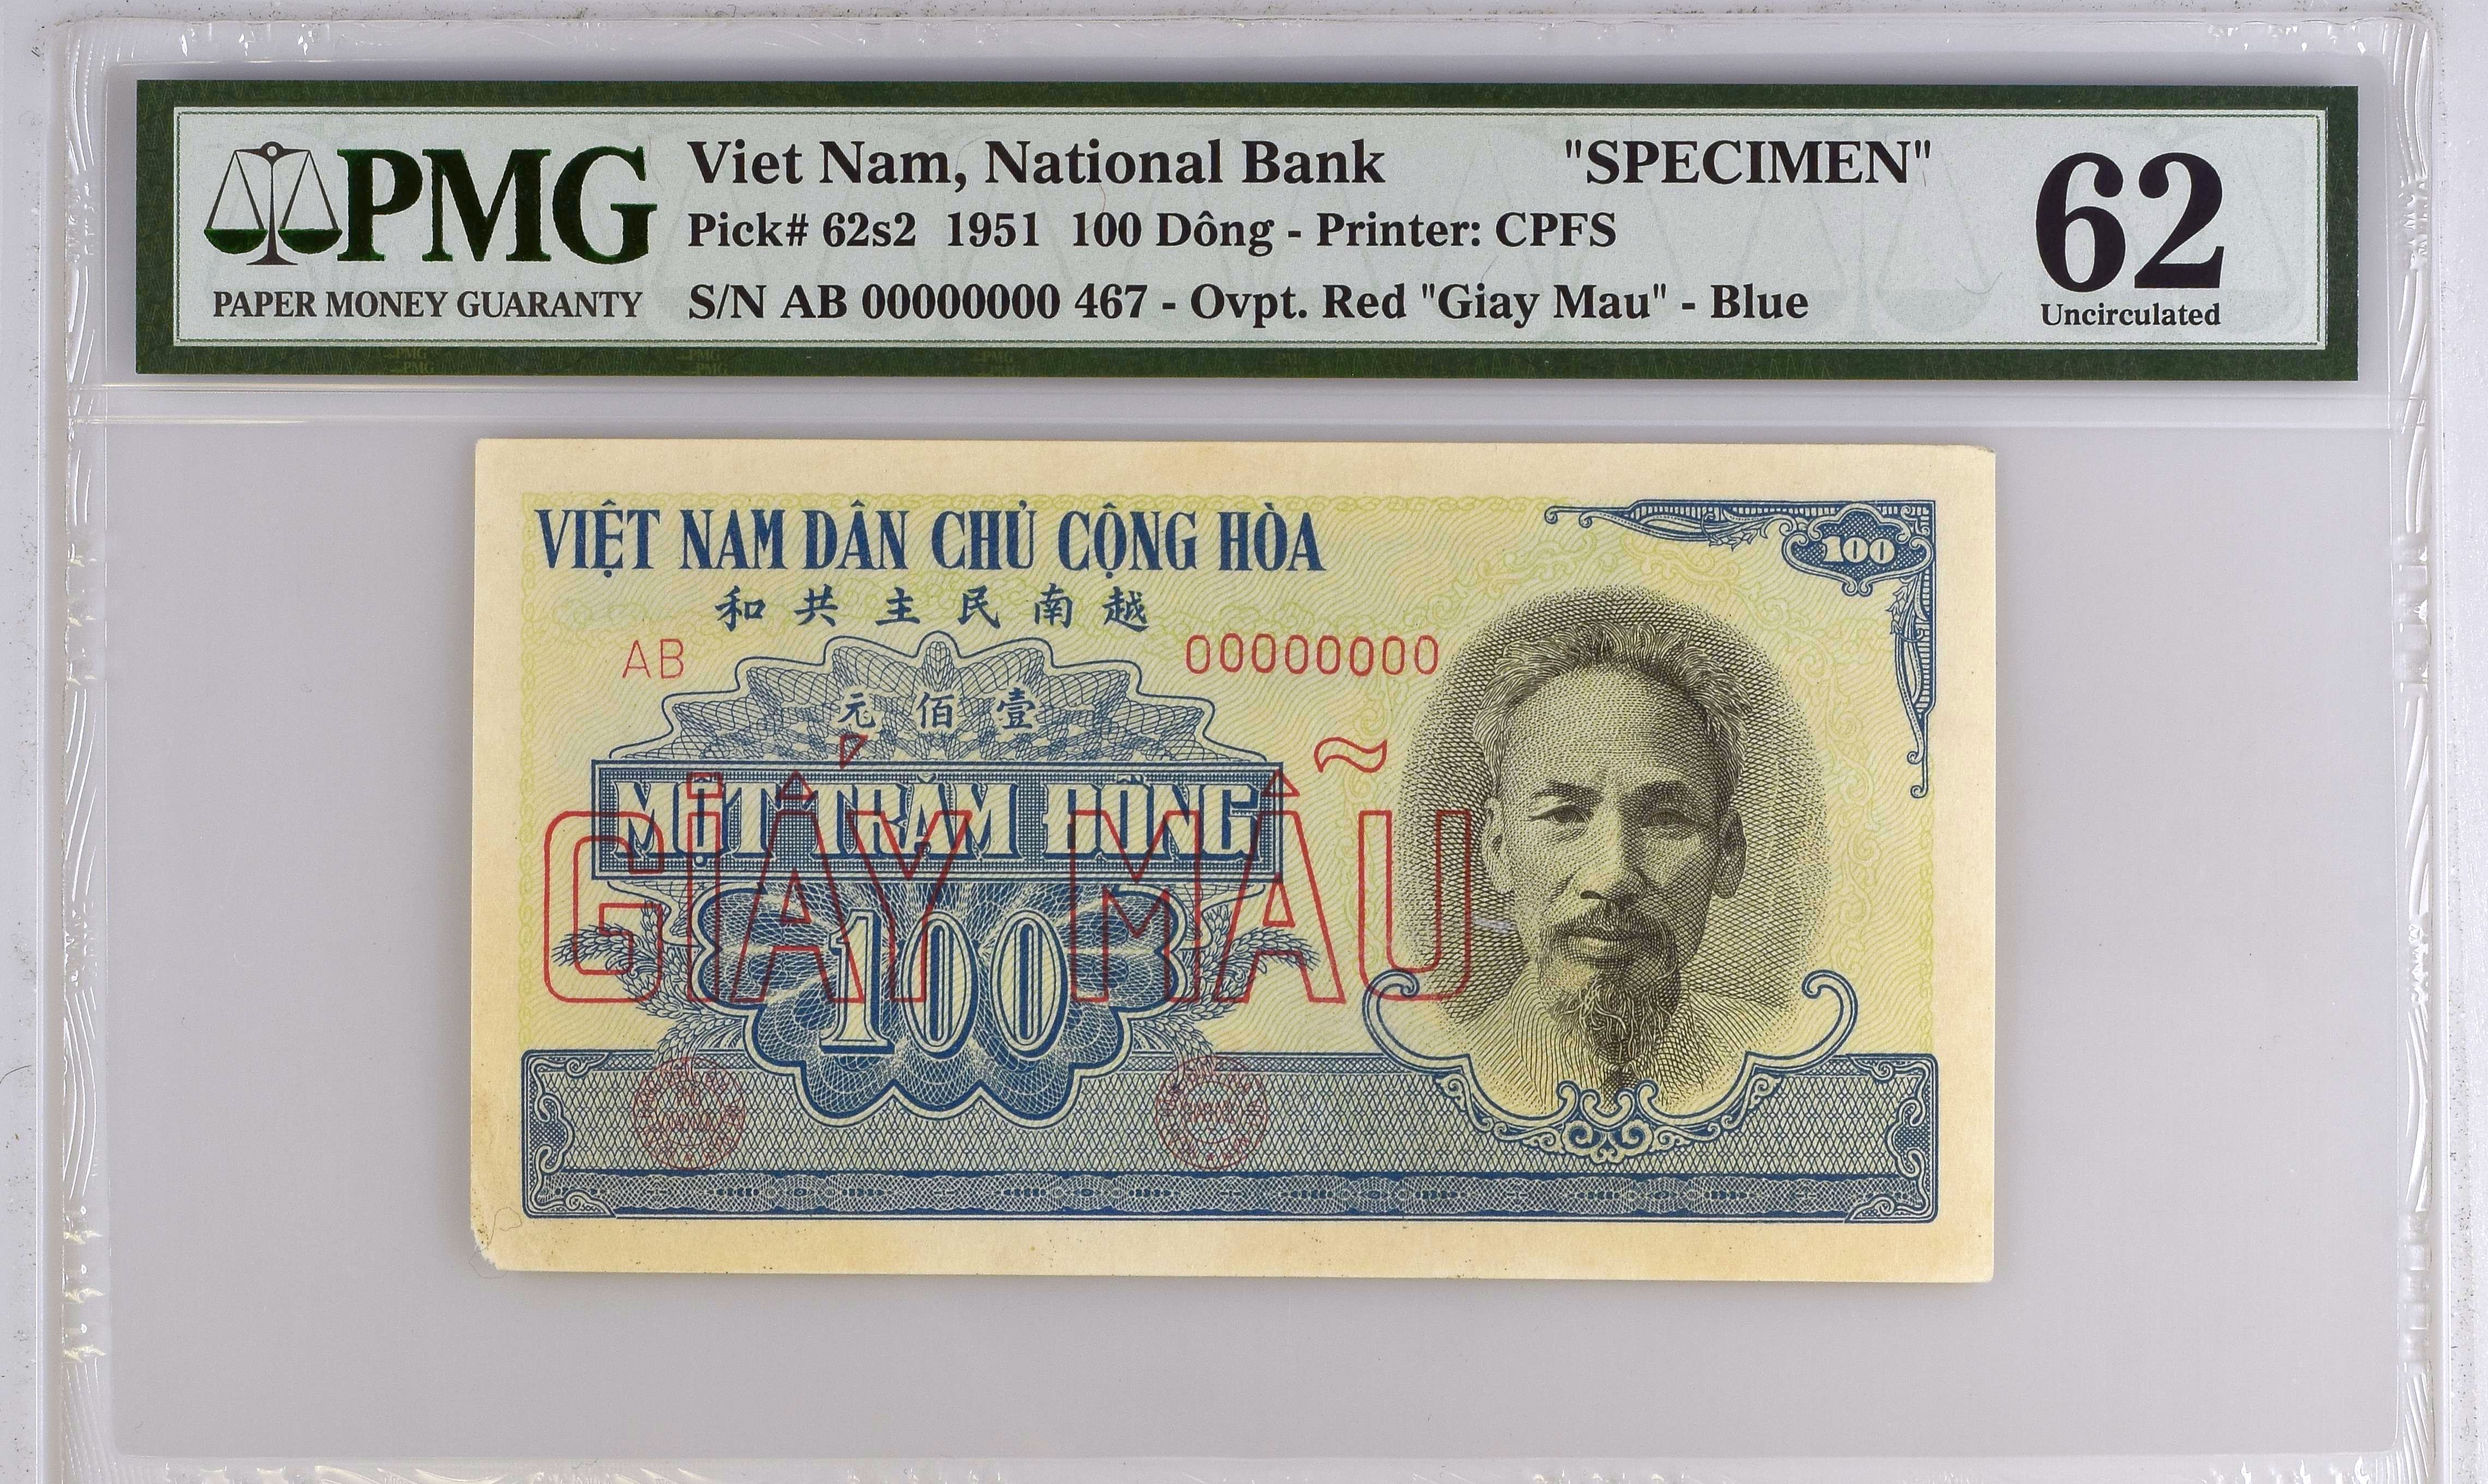 PMG
PAPER MONEY GUARANTY
Viet Nam, National Bank "SPECIMEN"
Pick# 62s2 1951 100 Dông - Printer: CPFS
S/N AB 00000000 467 - Ovpt. Red "Giay Mau" - Blue
62
Uncirculated
VIỆT NAM DÂN CHỦ CỘNG HÒA
100
和共主民南越
AB 00000000
元佰壹
MỘT TRĂM ĐỒNG
GIẤY MẪU
100